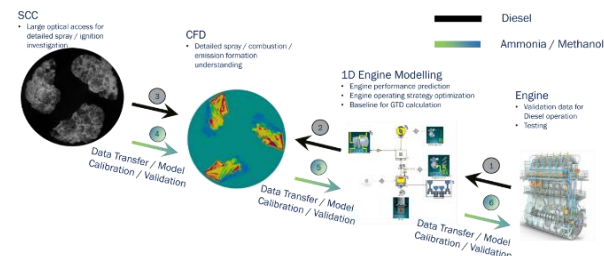 SCC
• Large optical access for
detailed spray / ignition
investigation
CFD
• Detailed spray / combustion /
emission formation
understanding
Diesel
Ammonia / Methanol
1D Engine Modelling
• Engine performance prediction
• Engine operating strategy optimization
• Baseline for GTD calculation
Engine
• Validation data for
Diesel operation
• Testing
3
4
Data Transfer / Model
Calibration / Validation
2
5
Data Transfer / Model
Calibration / Validation
1
6
Data Transfer / Model
Calibration / Validation